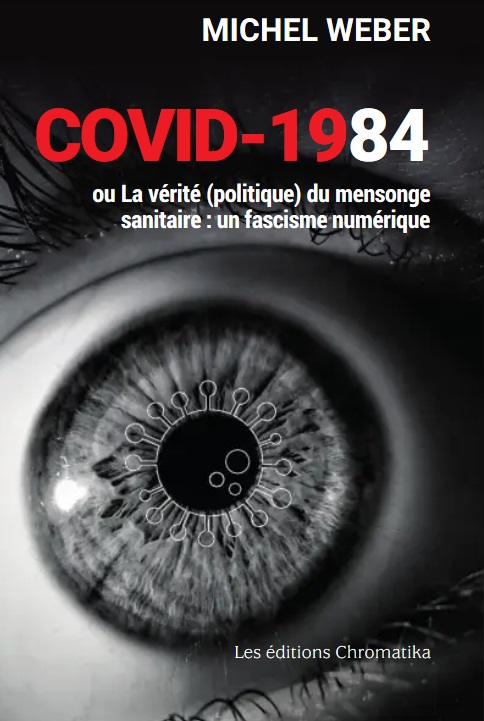 MICHEL WEBER
COVID-1984
ou La vérité (politique) du mensonge
sanitaire : un fascisme numérique
Les éditions Chromatika